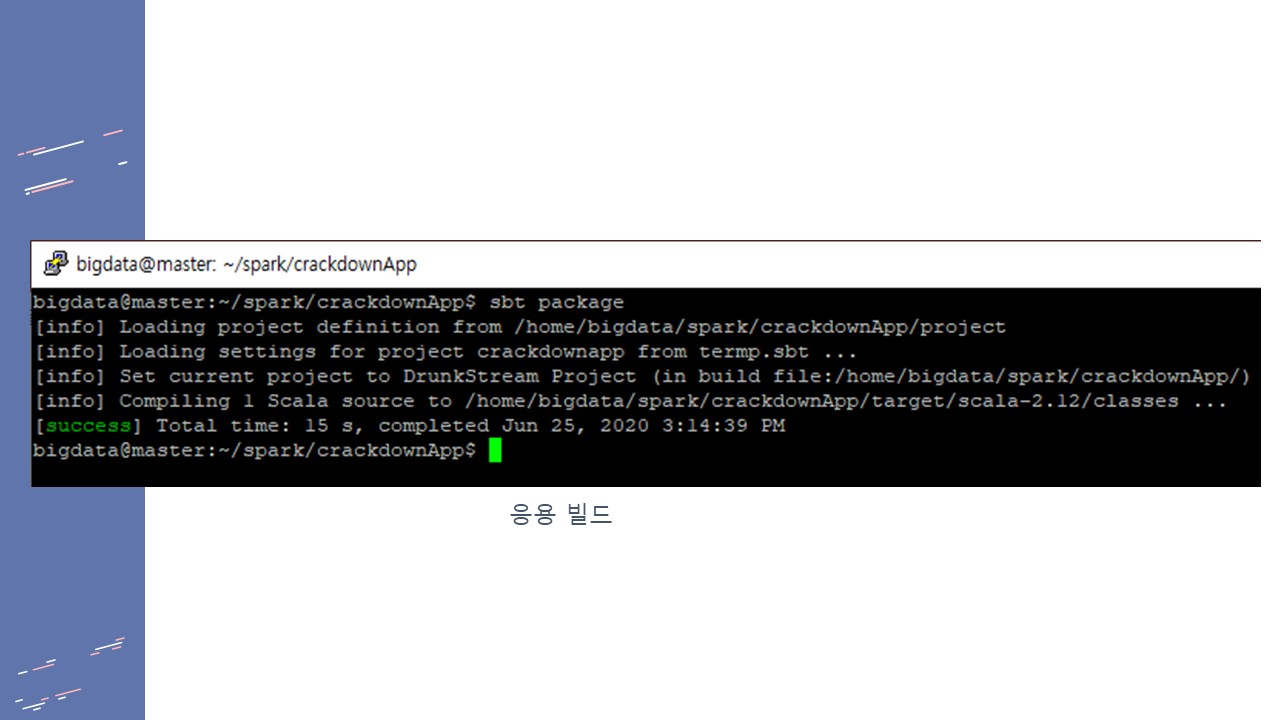 bigdata@master: ~/spark/crackdownApp
bigdata@master:~/spark/crackdownApp$ sbt package
[info] Loading project definition from /home/bigdata/spark/crackdownApp/project
[info] Loading settings for project crackdownapp from termp.sbt ...
[info] Set current project to DrunkStream Project (in build file:/home/bigdata/spark/crackdownApp/)
[info] Compiling 1 Scala source to /home/bigdata/spark/crackdownApp/target/scala-2.12/classes ...
[success] Total time: 15 s, completed Jun 25, 2020 3:14:39 PM
bigdata@master:~/spark/crackdownApp$
응용 빌드